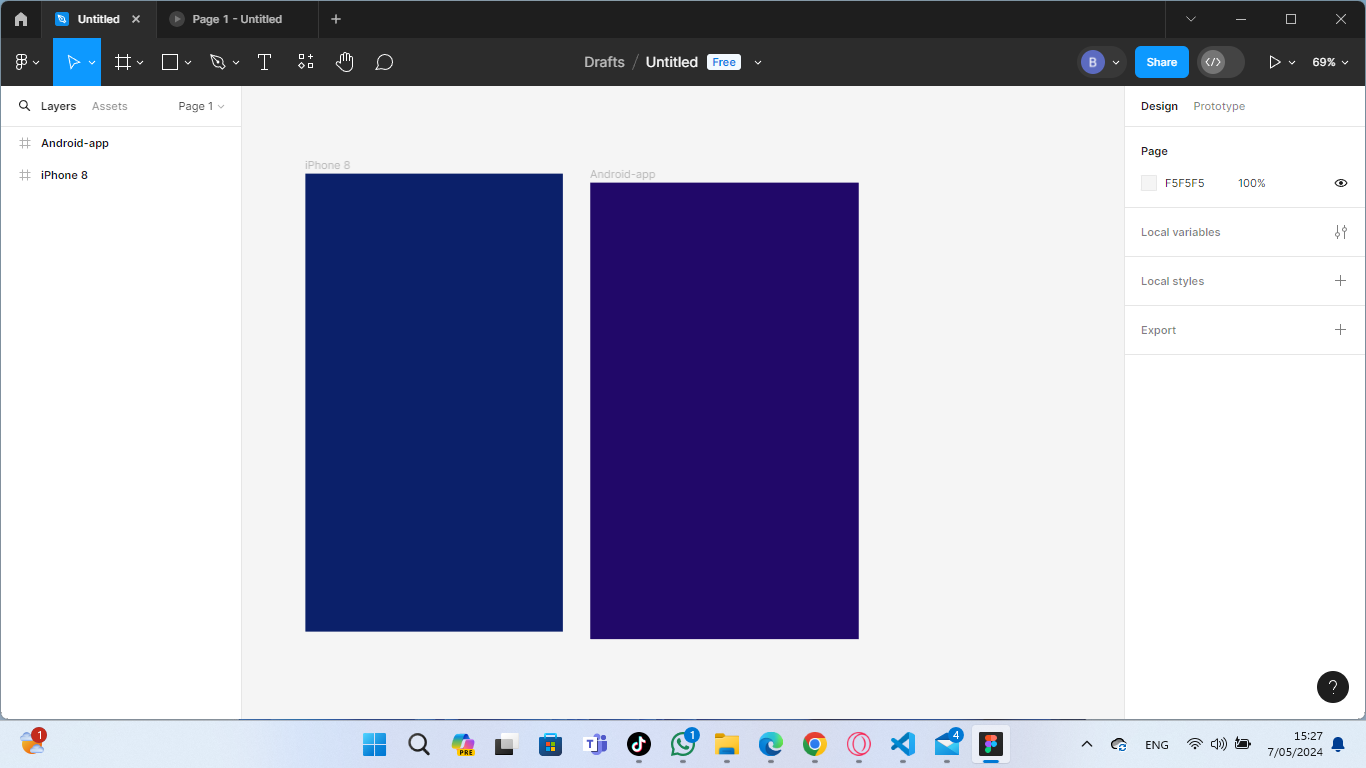 Untitled
Page 1 - Untitled
Drafts / Untitled Free
B
Share
69%
Layers Assets Page 1
Android-app
iPhone 8
iPhone 8
Android-app
Design Prototype
Page
F5F5F5 100%
Local variables
Local styles
Export
?
1
PRE
1
4
ENG
15:27
7/05/2024